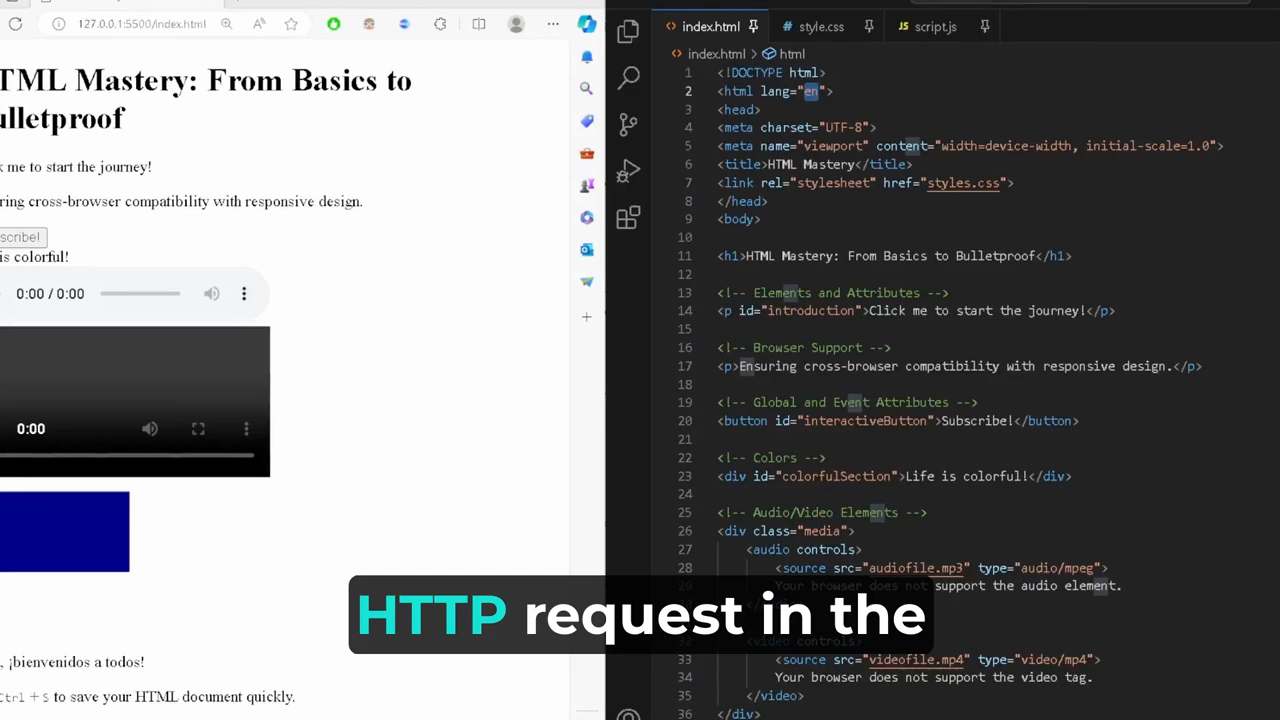 127.0.0.1:5500/index.html
TML Mastery: From Basics to
ulletproof
k me to start the journey!
ring cross-browser compatibility with responsive design.
scribe!
is colorful!
0:00 / 0:00
0:00
, ¡bienvenidos a todos!
Ctrl + S to save your HTML document quickly.
index.html
style.css
JS script.js
index.html > html
1 <!DOCTYPE html>
2 <html lang="en">
3 <head>
4 <meta charset="UTF-8">
5 <meta name="viewport" content="width=device-width, initial-scale=1.0">
6 <title>HTML Mastery</title>
7 <link rel="stylesheet" href="styles.css">
8 </head>
9 <body>
10
11 <h1>HTML Mastery: From Basics to Bulletproof</h1>
12
13 <!-- Elements and Attributes -->
14 <p id="introduction">Click me to start the journey!</p>
15
16 <!-- Browser Support -->
17 <p>Ensuring cross-browser compatibility with responsive design.</p>
18
19 <!-- Global and Event Attributes -->
20 <button id="interactiveButton">Subscribe!</button>
21
22 <!-- Colors -->
23 <div id="colorfulSection">Life is colorful!</div>
24
25 <!-- Audio/Video Elements -->
26 <div class="media">
27 <audio controls>
28 <source src="audiofile.mp3" type="audio/mpeg">
29 Your browser does not support the audio element.
HTTP request in the
<video controls>
33 <source src="videofile.mp4" type="video/mp4">
34 Your browser does not support the video tag.
35 </video>
36 </div>